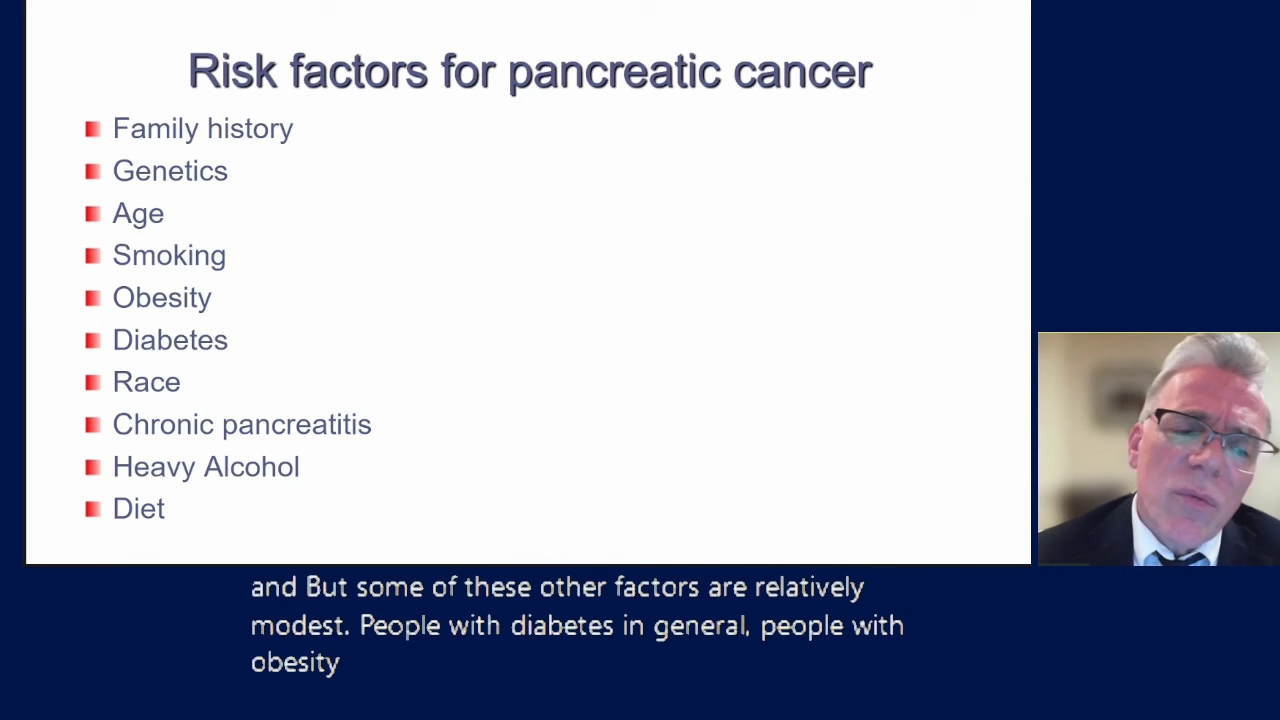 Risk factors for pancreatic cancer
Family history
Genetics
Age
Smoking
Obesity
Diabetes
Race
Chronic pancreatitis
Heavy Alcohol
Diet
and But some of these other factors are relatively
modest. People with diabetes in general, people with
obesity